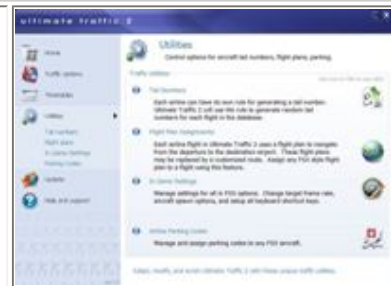 ultimate traffic 2
Utilities
Control options for aircraft tail numbers, flight plans, parking.
Home
Traffic Utilities
Traffic options
Timetables
Tail Numbers
Each airline can have its own rule for generating a tail number.
Ultimate Traffic 2 will use this rule to generate random tail
numbers for each flight in the database.
Utilities
Tail numbers
Flight plans
In-Game Settings
Parking Codes
Flight Plan Assignments
Each airline flight in Ultimate Traffic 2 uses a flight plan to navigate
from the departure to the destination airport. These flight plans
may be replaced by a customized route. Assign any FSX style flight
plan to a flight using this feature.
Updates
In-Game Settings
Manage settings for all in FSX options. Change target frame rate,
aircraft spawn options, and setup all keyboard shortcut keys.
Help and support
Airline Parking Codes
Manage and assign parking codes to any FSX aircraft.